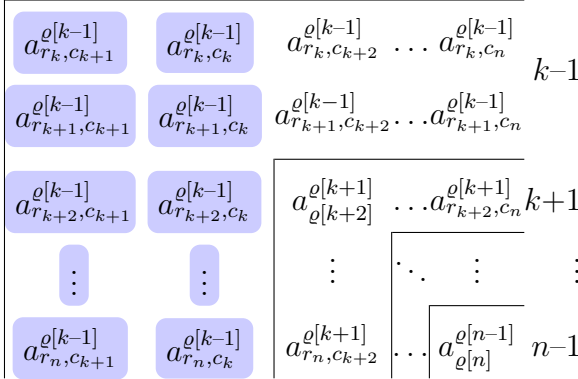 a^{ϱ[k–1]}_{r_k,c_{k+1}} a^{ϱ[k–1]}_{r_k,c_k} a^{ϱ[k–1]}_{r_k,c_{k+2}} … a^{ϱ[k–1]}_{r_k,c_n} k–1
a^{ϱ[k–1]}_{r_{k+1},c_{k+1}} a^{ϱ[k–1]}_{r_{k+1},c_k} a^{ϱ[k−1]}_{r_{k+1},c_{k+2}} … a^{ϱ[k–1]}_{r_{k+1},c_n}
a^{ϱ[k–1]}_{r_{k+2},c_{k+1}} a^{ϱ[k–1]}_{r_{k+2},c_k} a^{ϱ[k+1]}_{ϱ[k+2]} … a^{ϱ[k+1]}_{r_{k+2},c_n} k+1
⋮ ⋮ ⋮ ⋱ ⋮ ⋮
a^{ϱ[k–1]}_{r_n,c_{k+1}} a^{ϱ[k–1]}_{r_n,c_k} a^{ϱ[k+1]}_{r_n,c_{k+2}} … a^{ϱ[n–1]}_{ϱ[n]} n–1